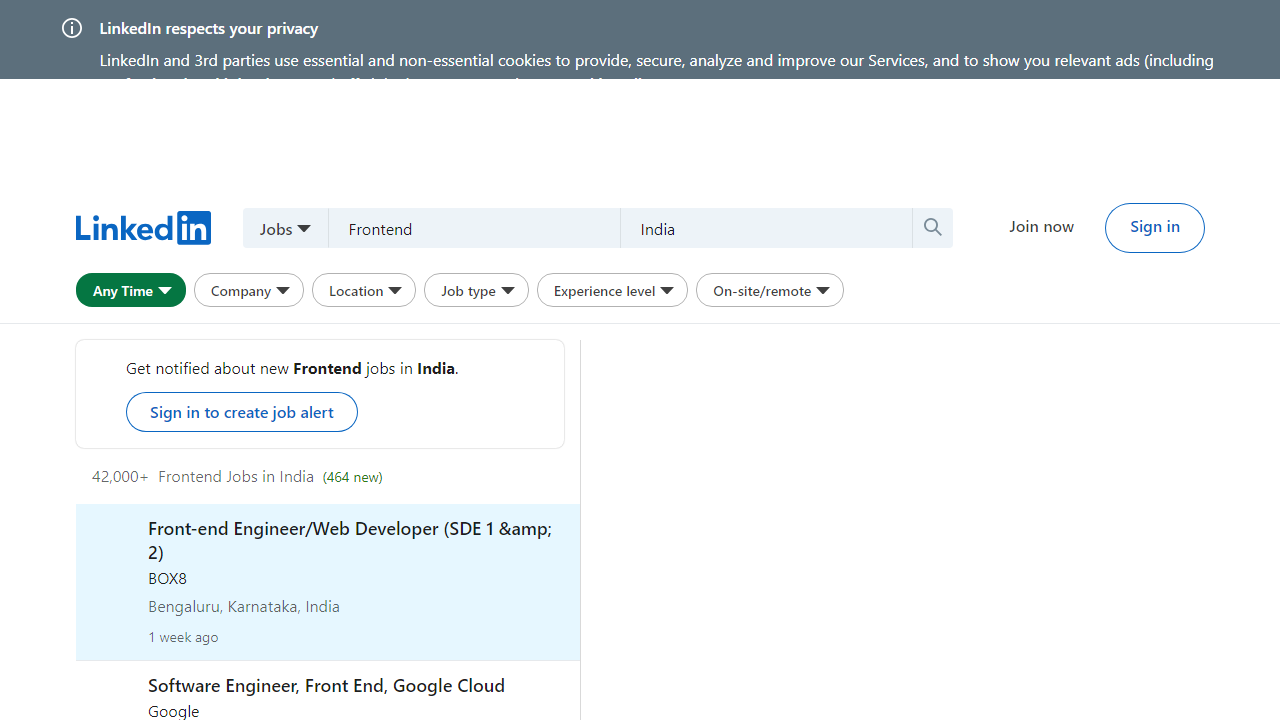 LinkedIn respects your privacy
LinkedIn and 3rd parties use essential and non-essential cookies to provide, secure, analyze and improve our Services, and to show you relevant ads (including
Linkedin
Jobs
Frontend
India
Join now
Sign in
Any Time
Company
Location
Job type
Experience level
On-site/remote
Get notified about new Frontend jobs in India.
Sign in to create job alert
42,000+ Frontend Jobs in India (464 new)
Front-end Engineer/Web Developer (SDE 1 &amp;
2)
BOX8
Bengaluru, Karnataka, India
1 week ago
Software Engineer, Front End, Google Cloud
Google